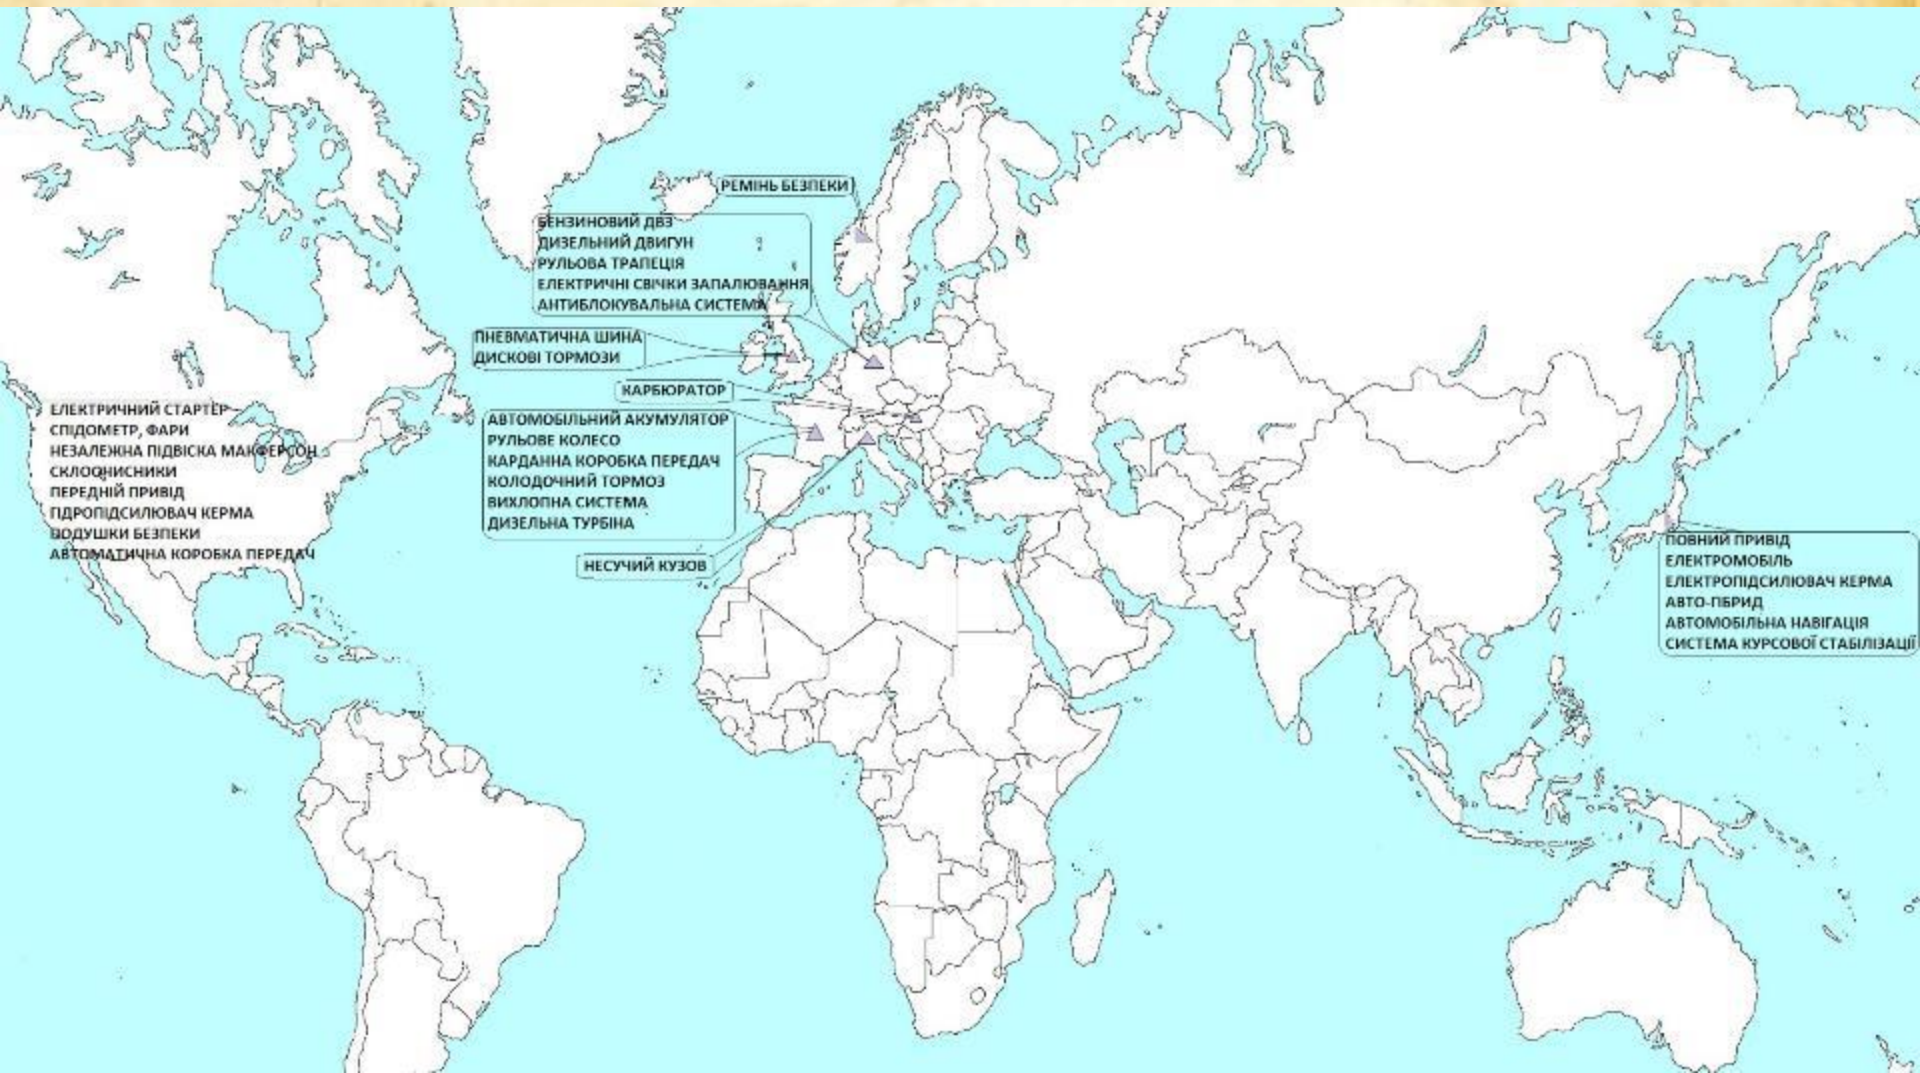 РЕМІНЬ БЕЗПЕКИ
БЕНЗИНОВИЙ ДВЗ
ДИЗЕЛЬНИЙ ДВИГУН
РУЛЬОВА ТРАПЕЦІЯ
ЕЛЕКТРИЧНІ СВІЧКИ ЗАПАЛЮВАННЯ
АНТИБЛОКУВАЛЬНА СИСТЕМА
ПНЕВМАТИЧНА ШИНА
ДИСКОВІ ТОРМОЗИ
КАРБЮРАТОР
АВТОМОБІЛЬНИЙ АКУМУЛЯТОР
РУЛЬОВЕ КОЛЕСО
КАРДАННА КОРОБКА ПЕРЕДАЧ
КОЛОДОЧНИЙ ТОРМОЗ
ВИХЛОПНА СИСТЕМА
ДИЗЕЛЬНА ТУРБІНА
НЕСУЧИЙ КУЗОВ
ЕЛЕКТРИЧНИЙ СТАРТЕР
СПІДОМЕТР, ФАРИ
НЕЗАЛЕЖНА ПІДВІСКА МАКФЕРСОН
СКЛООЧИСНИКИ
ПЕРЕДНІЙ ПРИВІД
ГІДРОПІДСИЛЮВАЧ КЕРМА
ПОДУШКИ БЕЗПЕКИ
АВТОМАТИЧНА КОРОБКА ПЕРЕДАЧ
ПОВНИЙ ПРИВІД
ЕЛЕКТРОМОБІЛЬ
ЕЛЕКТРОПІДСИЛЮВАЧ КЕРМА
АВТО-ГІБРИД
АВТОМОБІЛЬНА НАВІГАЦІЯ
СИСТЕМА КУРСОВОЇ СТАБІЛІЗАЦІЇ